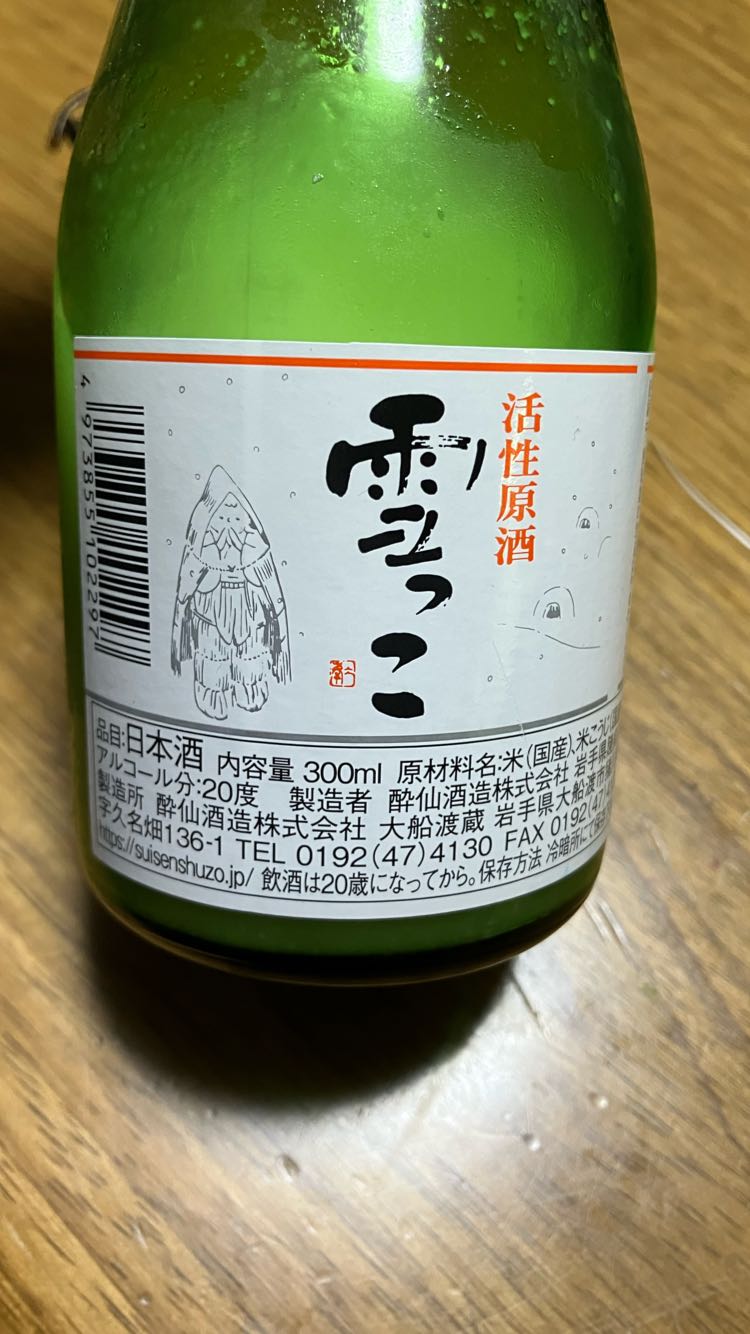 活性原酒
雪っこ
4 973855 102297
品目:日本酒 内容量 300ml 原材料名:米(国産)、米こうじ
アルコール分:20度 製造者 酔仙酒造株式会社 岩手県
製造所 酔仙酒造株式会社 大船渡蔵 岩手県大船渡市
字久名畑136-1 TEL 0192(47)4130 FAX 0192(47)
https://suisenshuzo.jp/ 飲酒は20歳になってから。保存方法 冷暗所にて